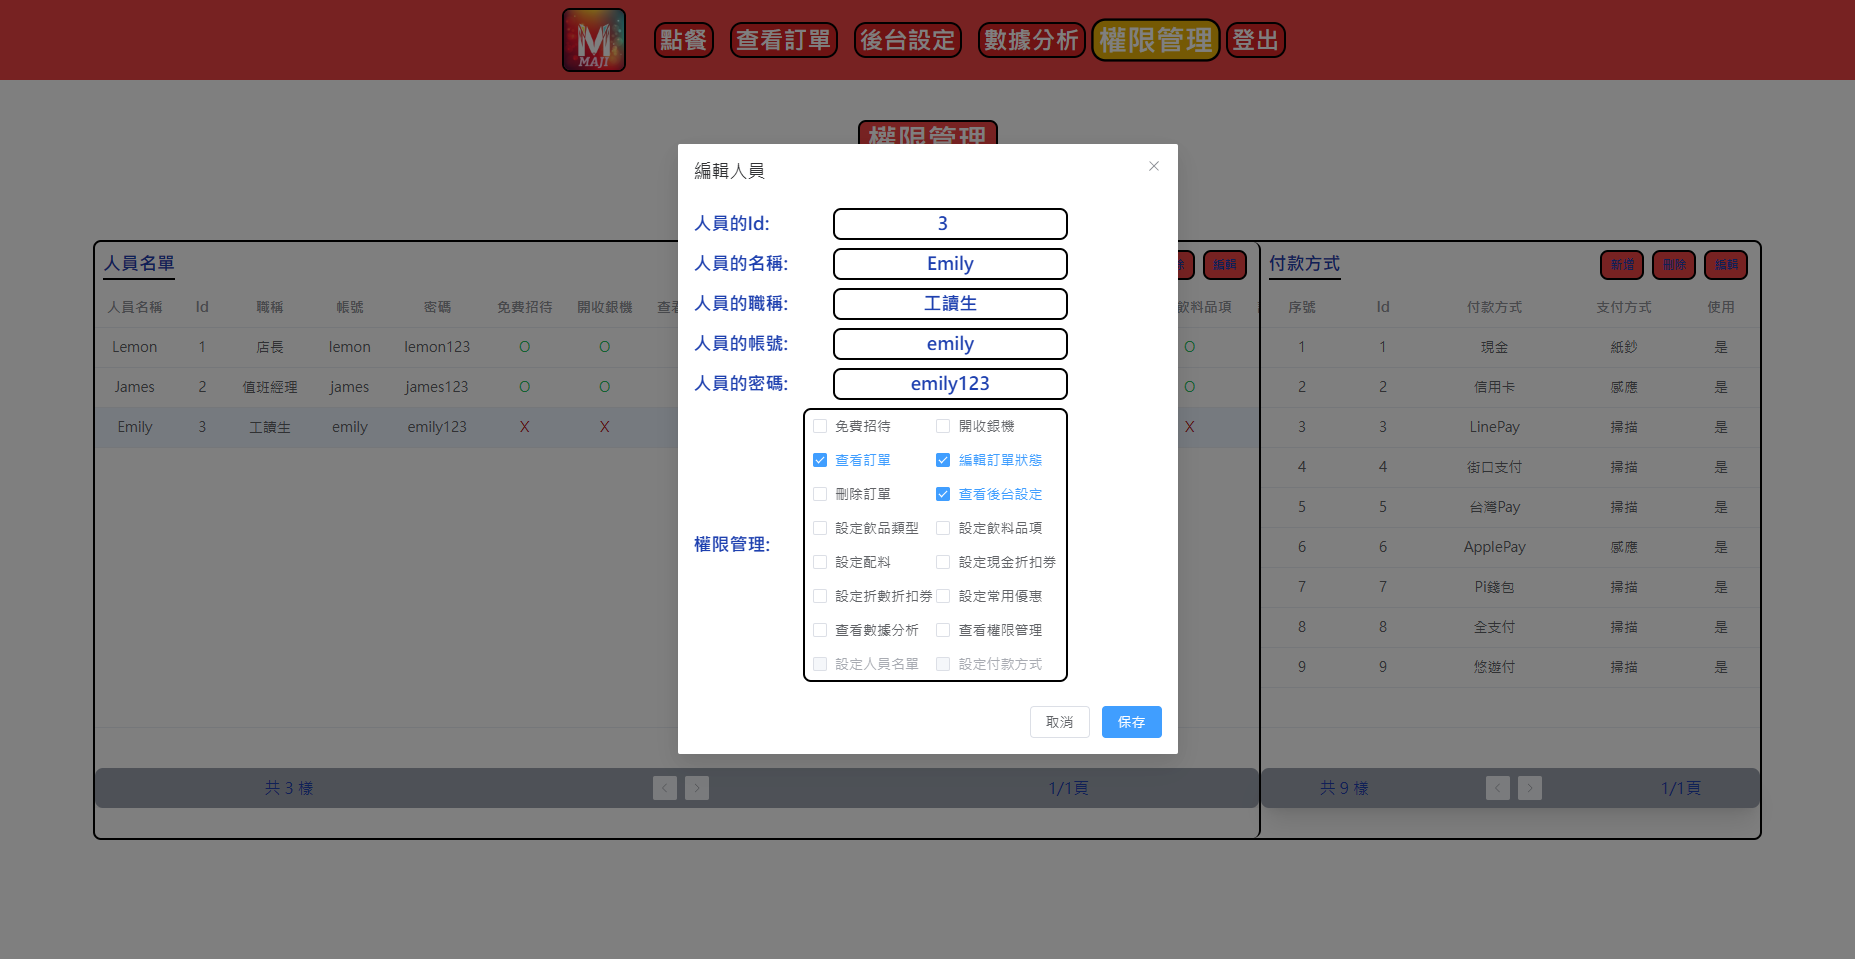 M
MAJI
點餐
查看訂單
後台設定
數據分析
權限管理
登出
權限管理
編輯人員
人員的Id:
3
人員的名稱:
Emily
人員的職稱:
工讀生
人員的帳號:
emily
人員的密碼:
emily123
權限管理:
免費招待 開收銀機
查看訂單 編輯訂單狀態
刪除訂單 查看後台設定
設定飲品類型 設定飲料品項
設定配料 設定現金折扣券
設定折數折扣券 設定常用優惠
查看數據分析 查看權限管理
設定人員名單 設定付款方式
取消 保存
人員名單
除 編輯
人員名稱 Id 職稱 帳號 密碼 免費招待 開收銀機 查看 飲料品項
Lemon 1 店長 lemon lemon123 O O O
James 2 值班經理 james james123 O O O
Emily 3 工讀生 emily emily123 X X X
共 3 樣 < > 1/1頁
付款方式
新增 刪除 編輯
序號 Id 付款方式 支付方式 使用
1 1 現金 紙鈔 是
2 2 信用卡 感應 是
3 3 LinePay 掃描 是
4 4 街口支付 掃描 是
5 5 台灣Pay 掃描 是
6 6 ApplePay 感應 是
7 7 Pi錢包 掃描 是
8 8 全支付 掃描 是
9 9 悠遊付 掃描 是
共 9 樣 < > 1/1頁